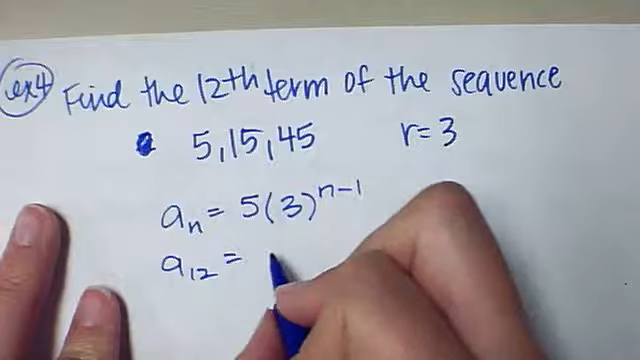 ex4 Find the 12th term of the sequence
5, 15, 45 r = 3
aₙ = 5(3)ⁿ⁻¹
a₁₂ =